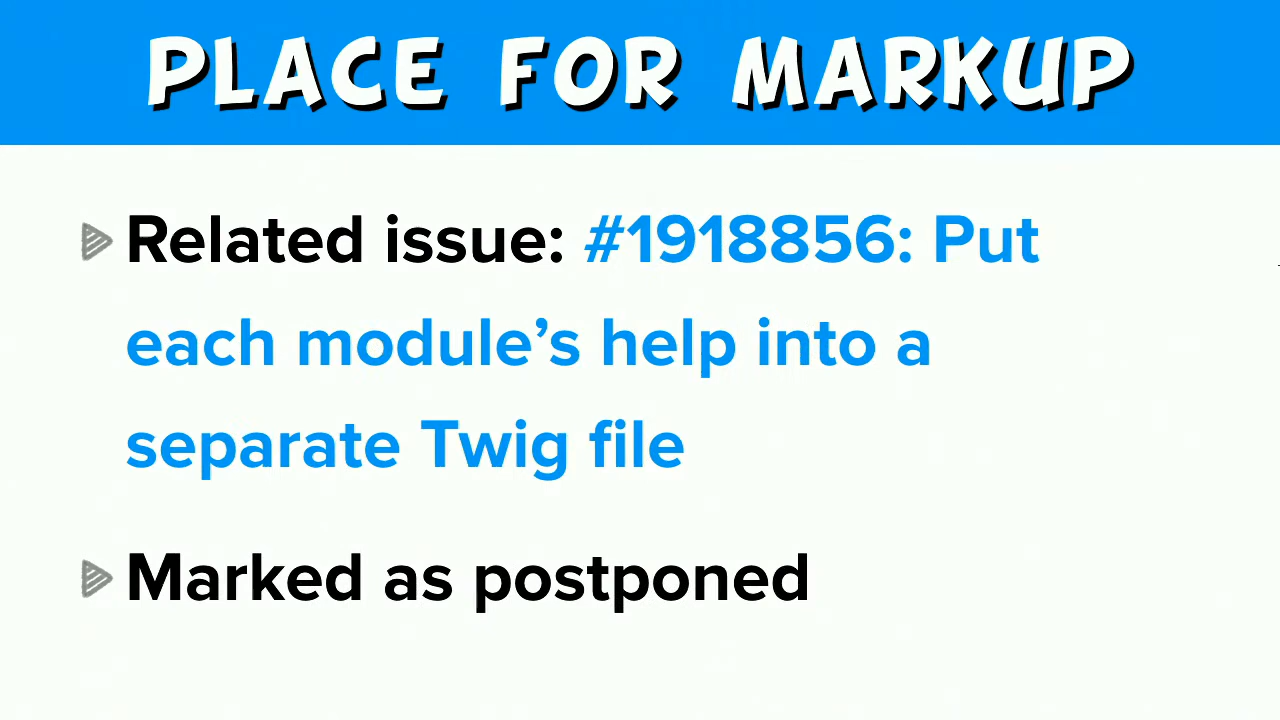 PLACE FOR MARKUP
Related issue: #1918856: Put
each module’s help into a
separate Twig file
Marked as postponed